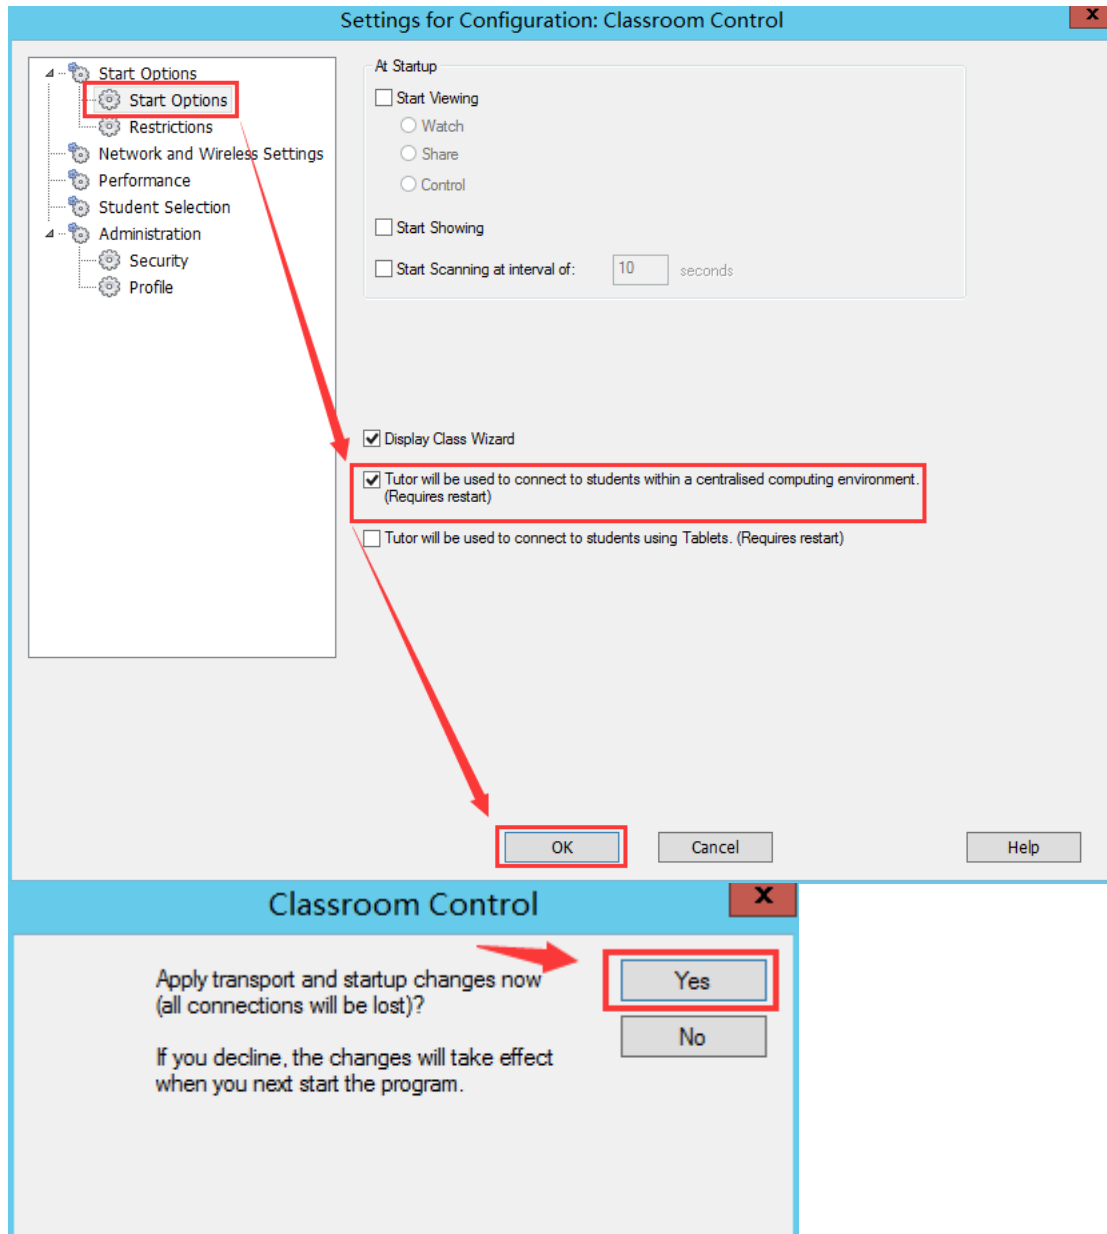 Settings for Configuration: Classroom Control
x
Start Options
Start Options
Restrictions
Network and Wireless Settings
Performance
Student Selection
Administration
Security
Profile
At Startup
Start Viewing
Watch
Share
Control
Start Showing
Start Scanning at interval of: 10 seconds
Display Class Wizard
Tutor will be used to connect to students within a centralised computing environment.
(Requires restart)
Tutor will be used to connect to students using Tablets. (Requires restart)
OK Cancel Help
Classroom Control
x
Apply transport and startup changes now
(all connections will be lost)?
If you decline, the changes will take effect
when you next start the program.
Yes
No